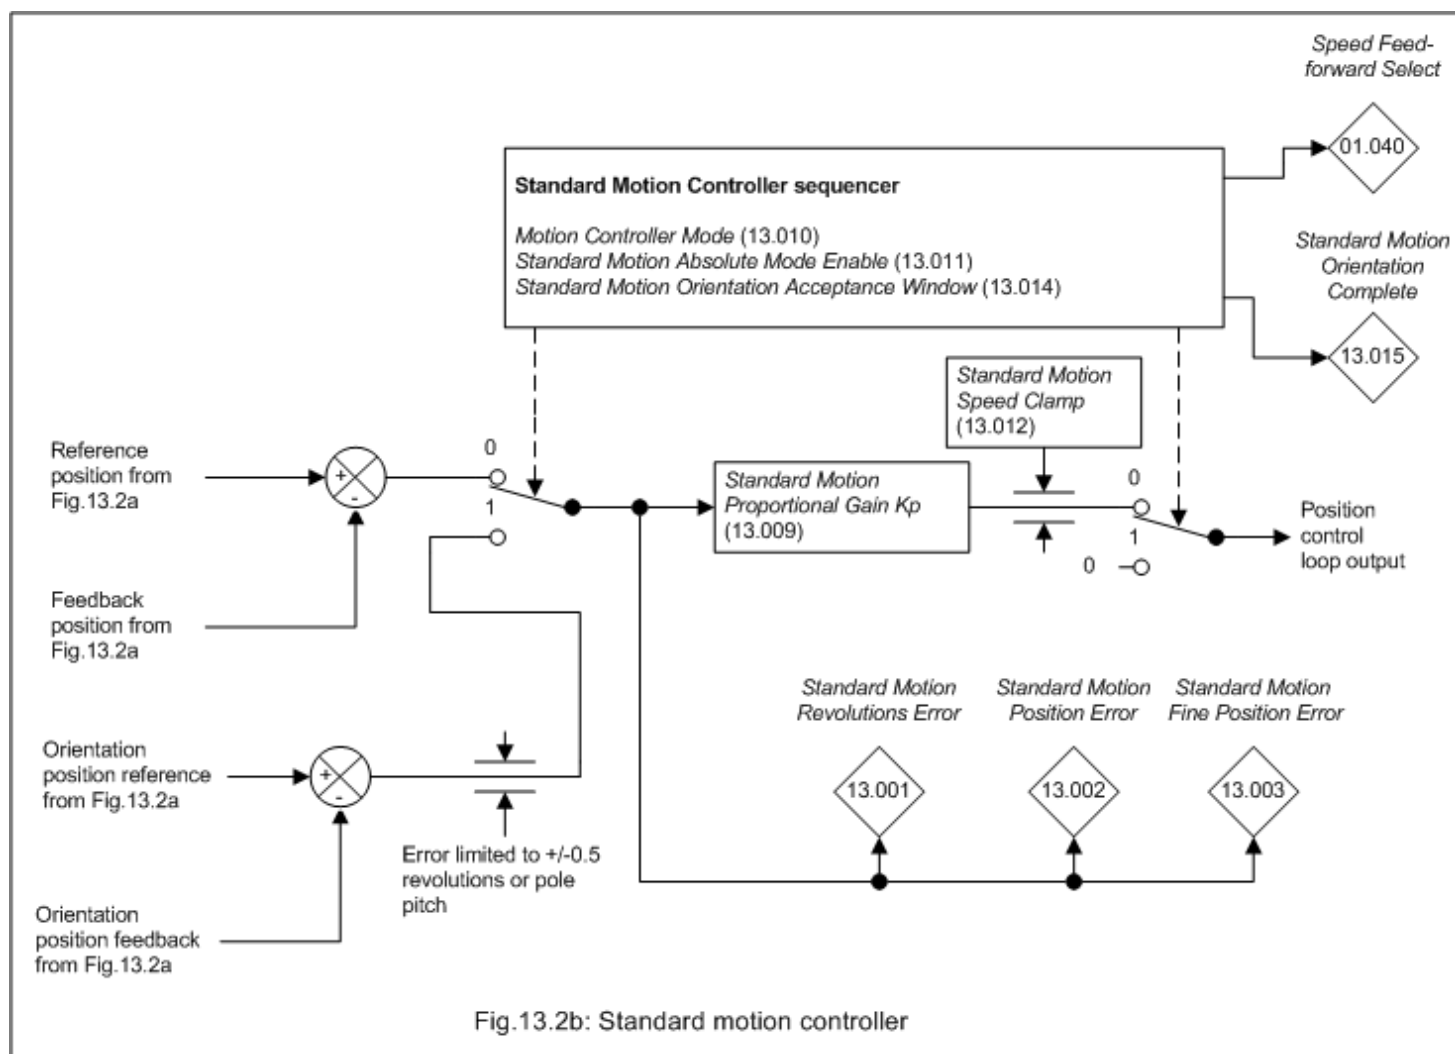 Speed Feed-
forward Select
01.040
Standard Motion Controller sequencer
Motion Controller Mode (13.010)
Standard Motion Absolute Mode Enable (13.011)
Standard Motion Orientation Acceptance Window (13.014)
Standard Motion
Orientation
Complete
13.015
Standard Motion
Speed Clamp
(13.012)
Reference
position from
Fig.13.2a
+
-
0
1
Standard Motion
Proportional Gain Kp
(13.009)
0
1
0
Position
control
loop output
Feedback
position from
Fig.13.2a
Standard Motion
Revolutions Error
Standard Motion
Position Error
Standard Motion
Fine Position Error
13.001
13.002
13.003
Orientation
position reference
from Fig.13.2a
+
-
Error limited to +/-0.5
revolutions or pole
pitch
Orientation
position feedback
from Fig.13.2a
Fig.13.2b: Standard motion controller